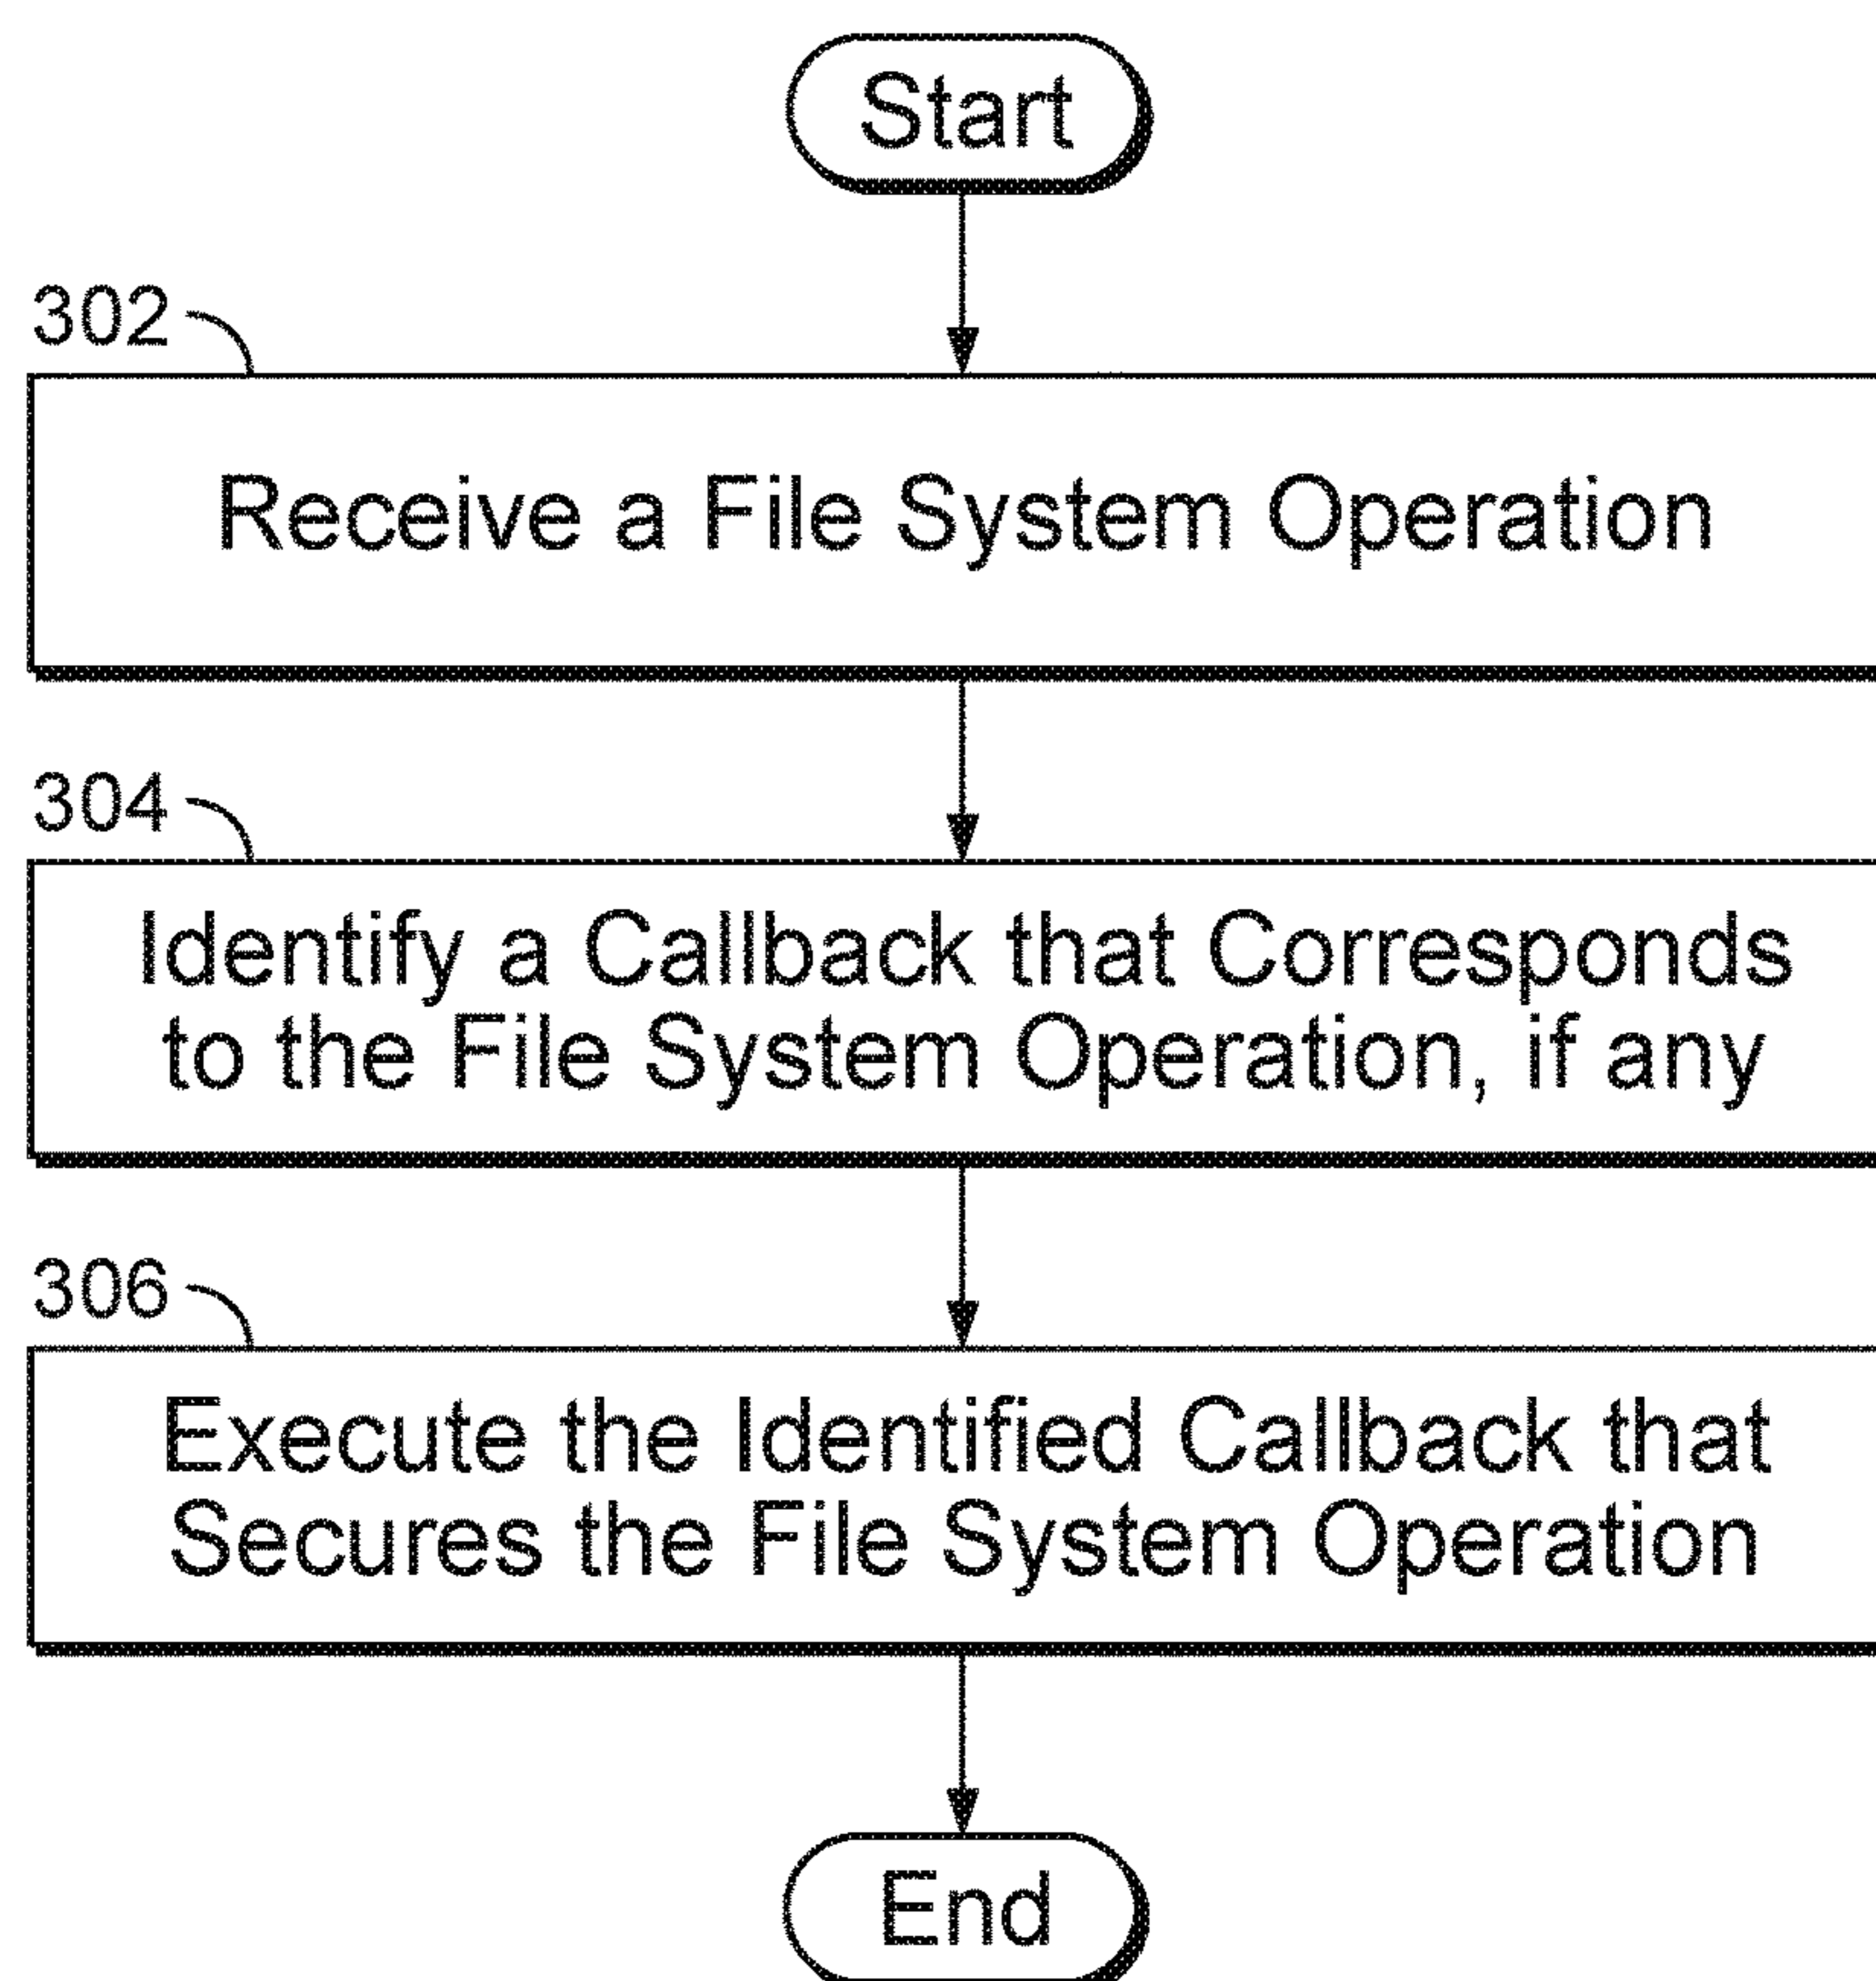 Start
302
Receive a File System Operation
304
Identify a Callback that Corresponds
to the File System Operation, if any
306
Execute the Identified Callback that
Secures the File System Operation
End